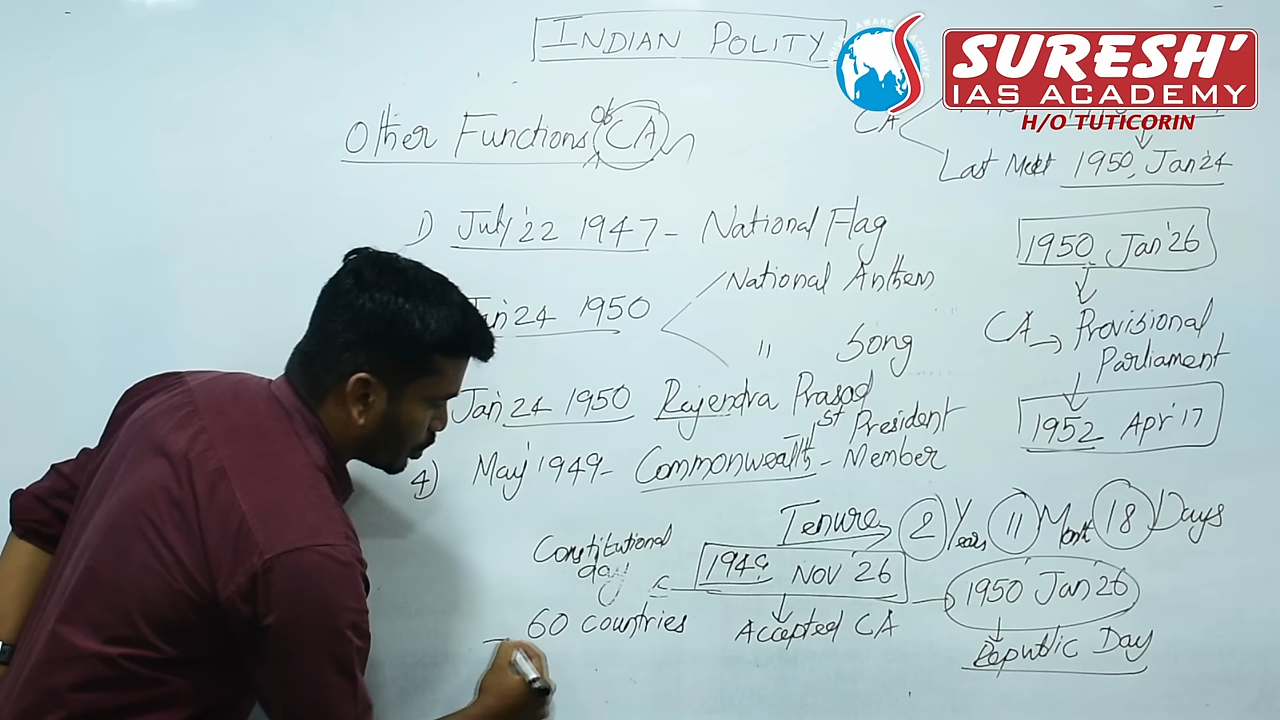 INDIAN POLITY
AWAKE ACHIEVE
SURESH'
IAS ACADEMY
H/O TUTICORIN
Other Functions of CA
CA
Last Meet 1950, Jan'24
1) July'22 1947 - National Flag
Jan'24 1950
National Anthem
" Song
Jan'24 1950 Rajendra Prasad
1st President
4) May'1949 - Commonwealth - Member
1950 Jan'26
CA → Provisional
Parliament
1952 Apr'17
Tenure 2 Years 11 Month 18 Days
Constitutional
day
1949 NOV'26
1950 Jan'26
60 countries
Accepted CA
Republic Day